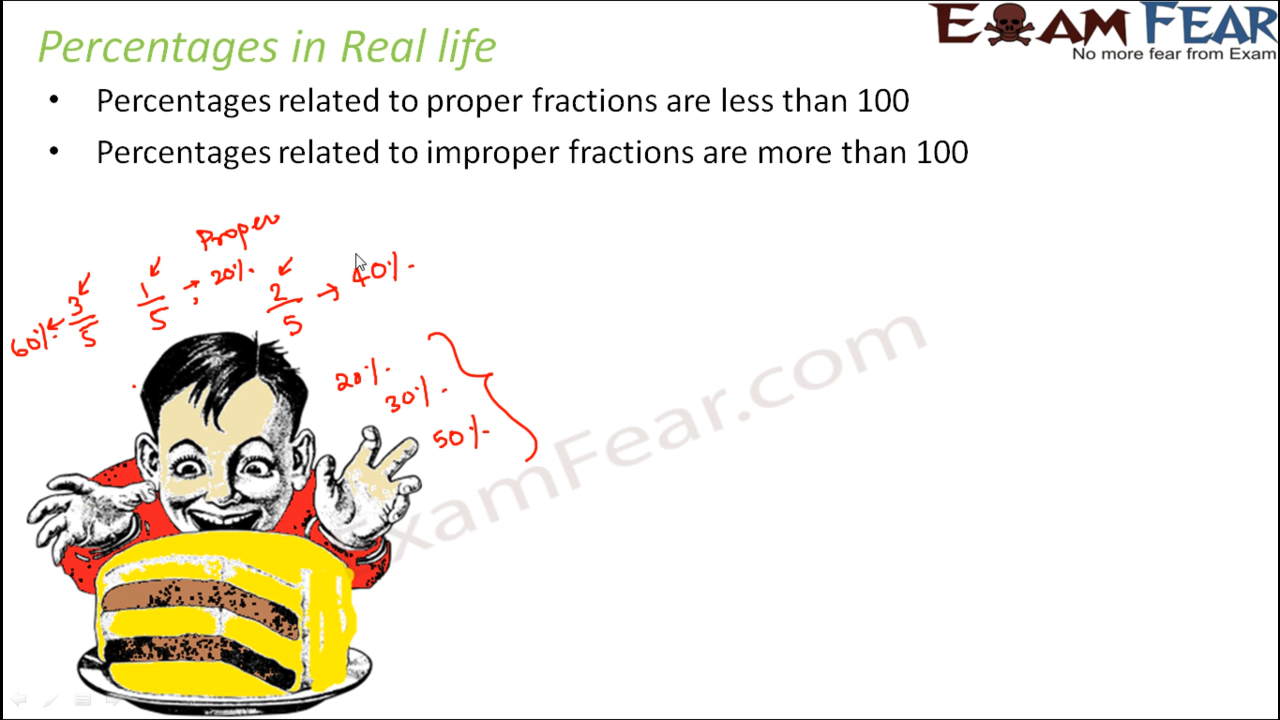 Percentages in Real life
EXAM FEAR
No more fear from Exam
• Percentages related to proper fractions are less than 100
• Percentages related to improper fractions are more than 100
Proper
60% ← 3/5 1/5 → 20% 2/5 → 40%
20%
30%
50%
ExamFear.com